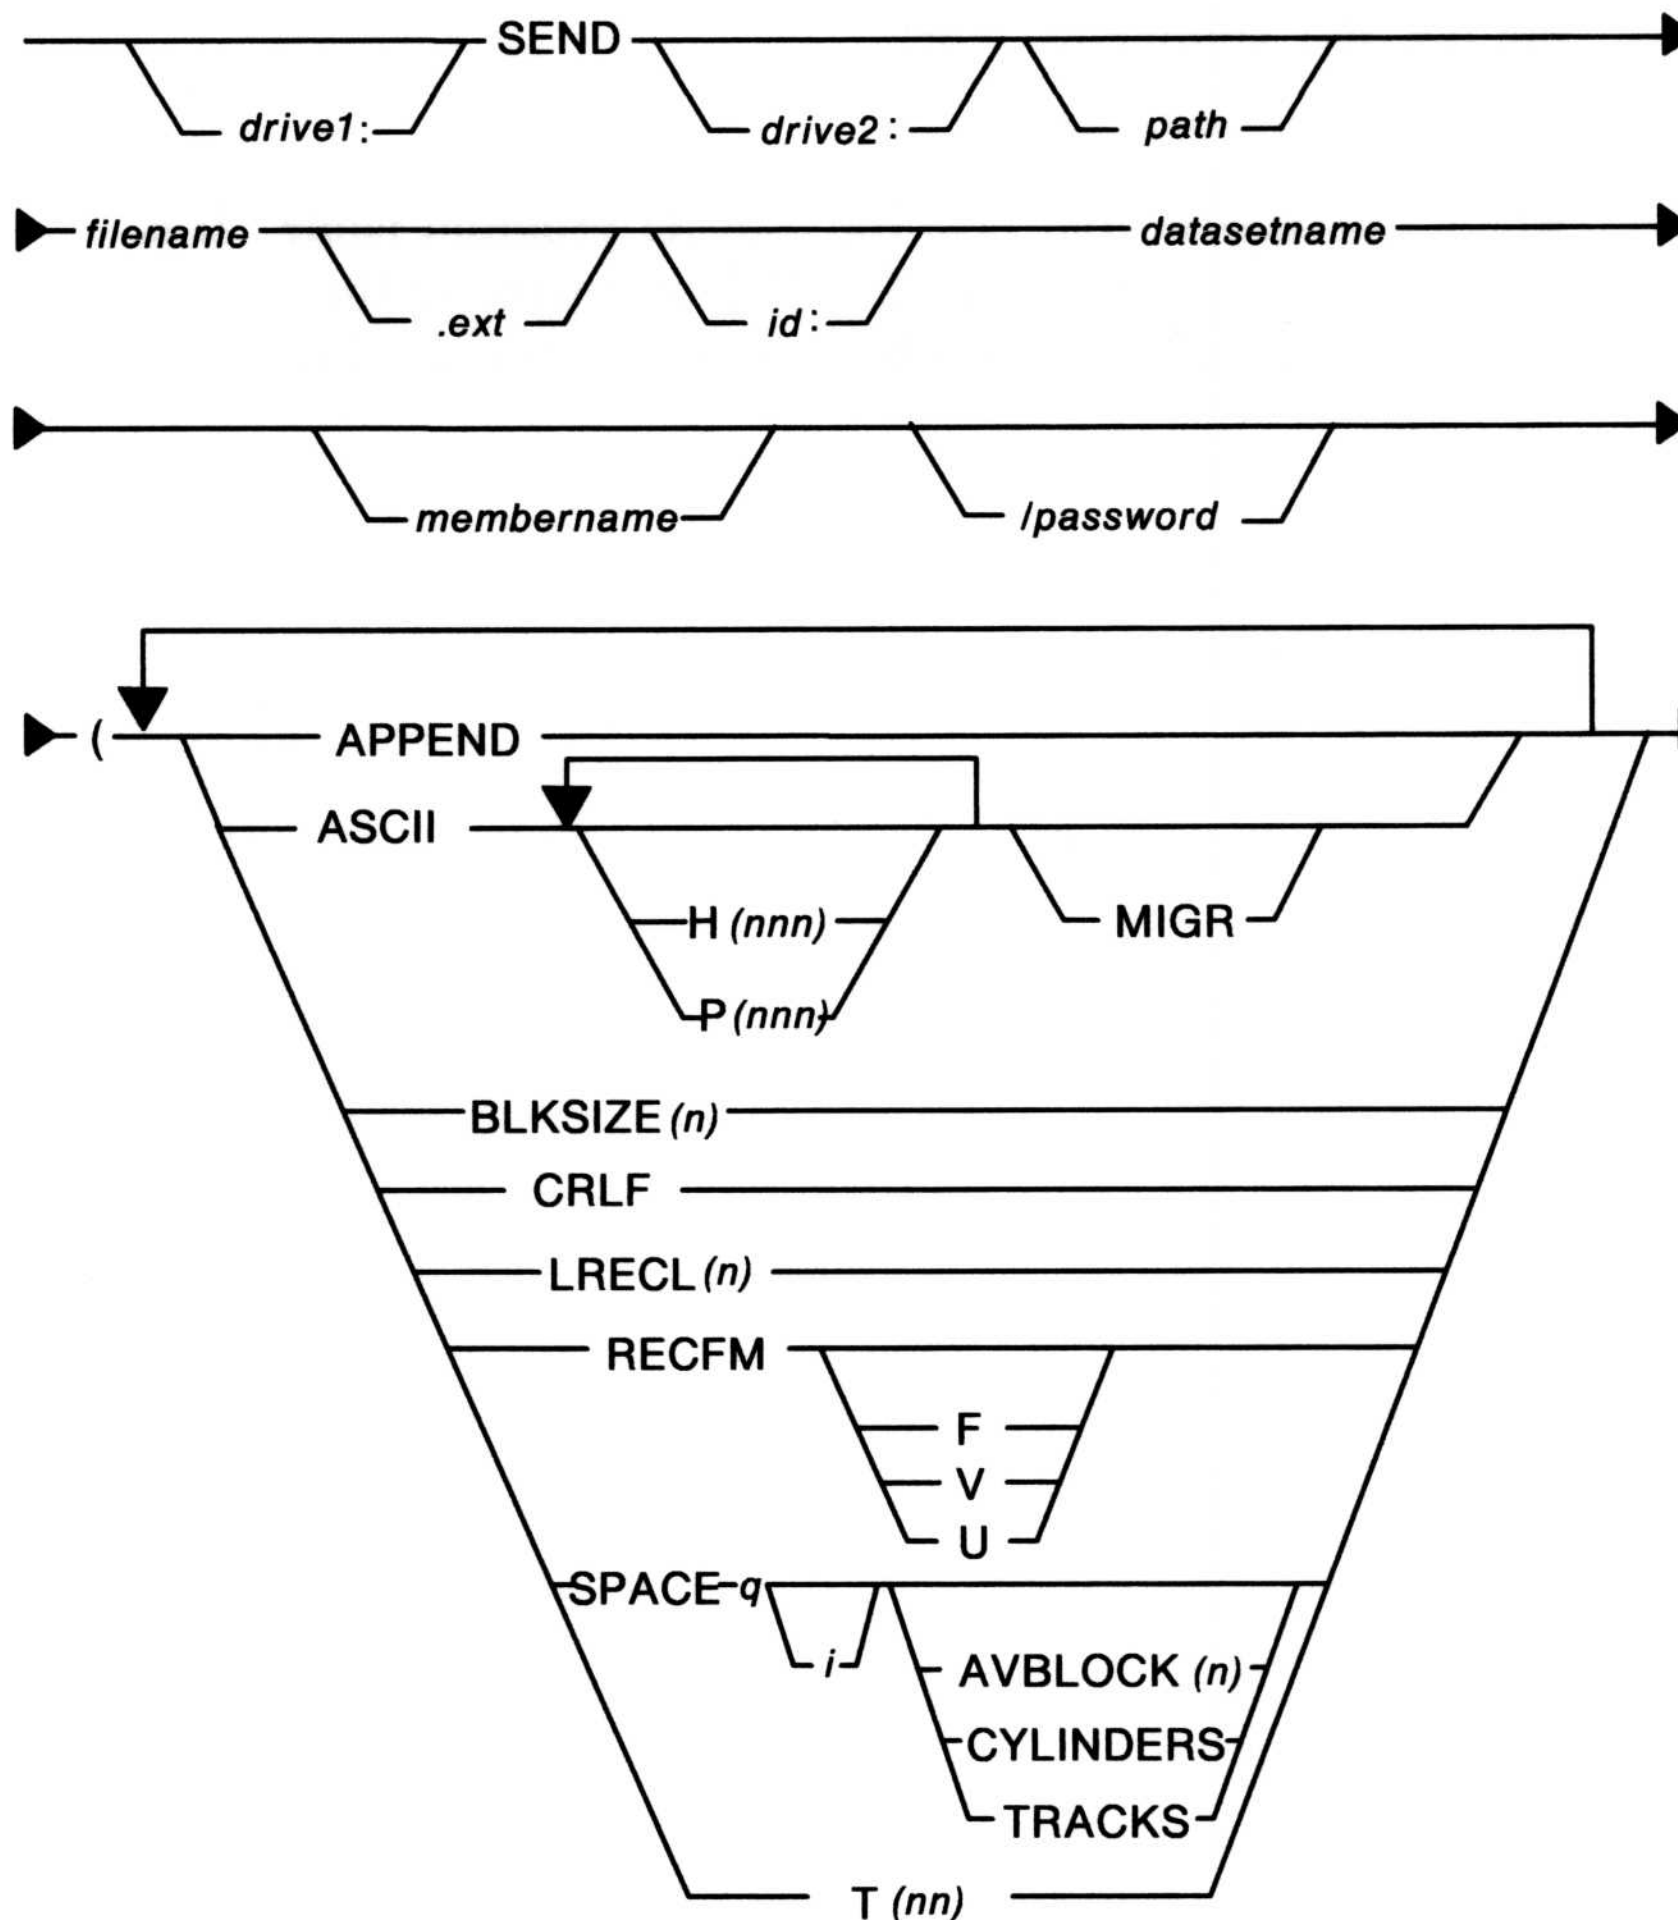 SEND
drive1: drive2: path
filename datasetname
.ext id:
membername /password
( APPEND
ASCII
H (nnn) MIGR
P (nnn)
BLKSIZE (n)
CRLF
LRECL (n)
RECFM
F
V
U
SPACE q
i AVBLOCK (n)
CYLINDERS
TRACKS
T (nn)